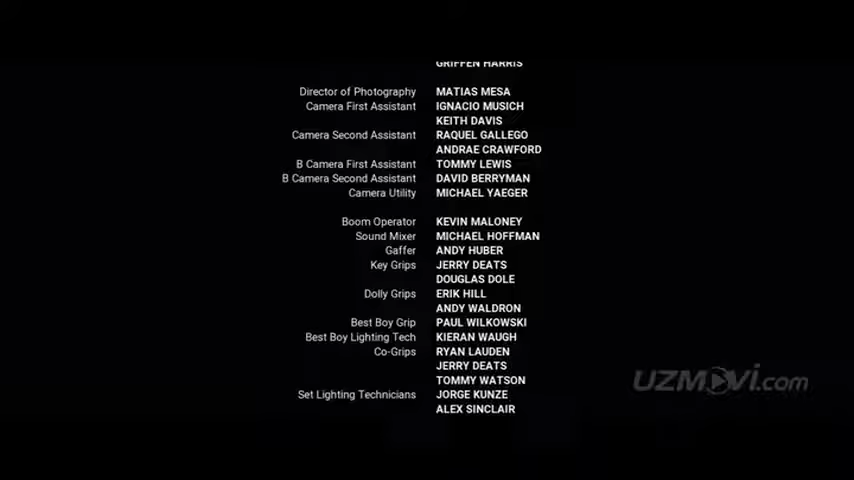 GRIFFEN HARRIS
Director of Photography MATIAS MESA
Camera First Assistant IGNACIO MUSICH
KEITH DAVIS
Camera Second Assistant RAQUEL GALLEGO
ANDRAE CRAWFORD
B Camera First Assistant TOMMY LEWIS
B Camera Second Assistant DAVID BERRYMAN
Camera Utility MICHAEL YAEGER
Boom Operator KEVIN MALONEY
Sound Mixer MICHAEL HOFFMAN
Gaffer ANDY HUBER
Key Grips JERRY DEATS
DOUGLAS DOLE
Dolly Grips ERIK HILL
ANDY WALDRON
Best Boy Grip PAUL WILKOWSKI
Best Boy Lighting Tech KIERAN WAUGH
Co-Grips RYAN LAUDEN
JERRY DEATS
TOMMY WATSON
Set Lighting Technicians JORGE KUNZE
ALEX SINCLAIR
UZMOVi.com